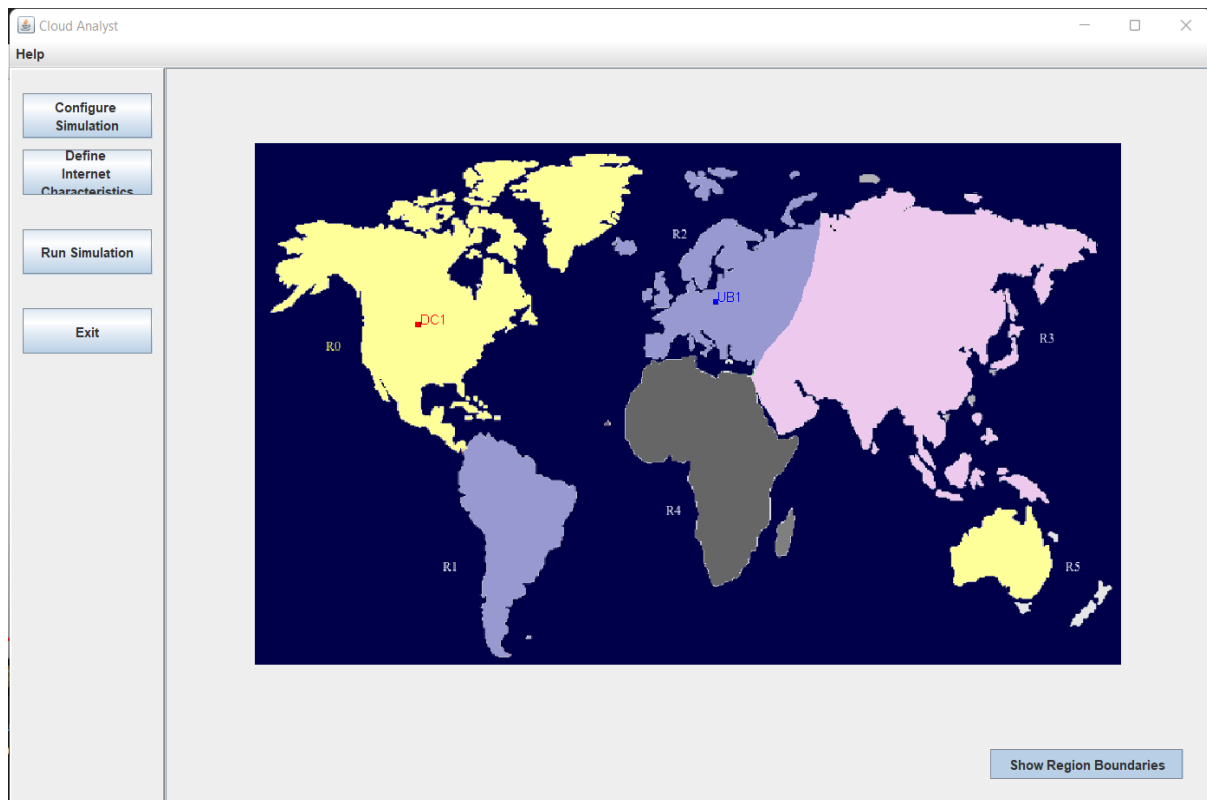 Cloud Analyst
Help
Configure
Simulation
Define
Internet
Characteristics
Run Simulation
Exit
R2
UB1
DC1
R0
R3
R4
R1
R5
Show Region Boundaries